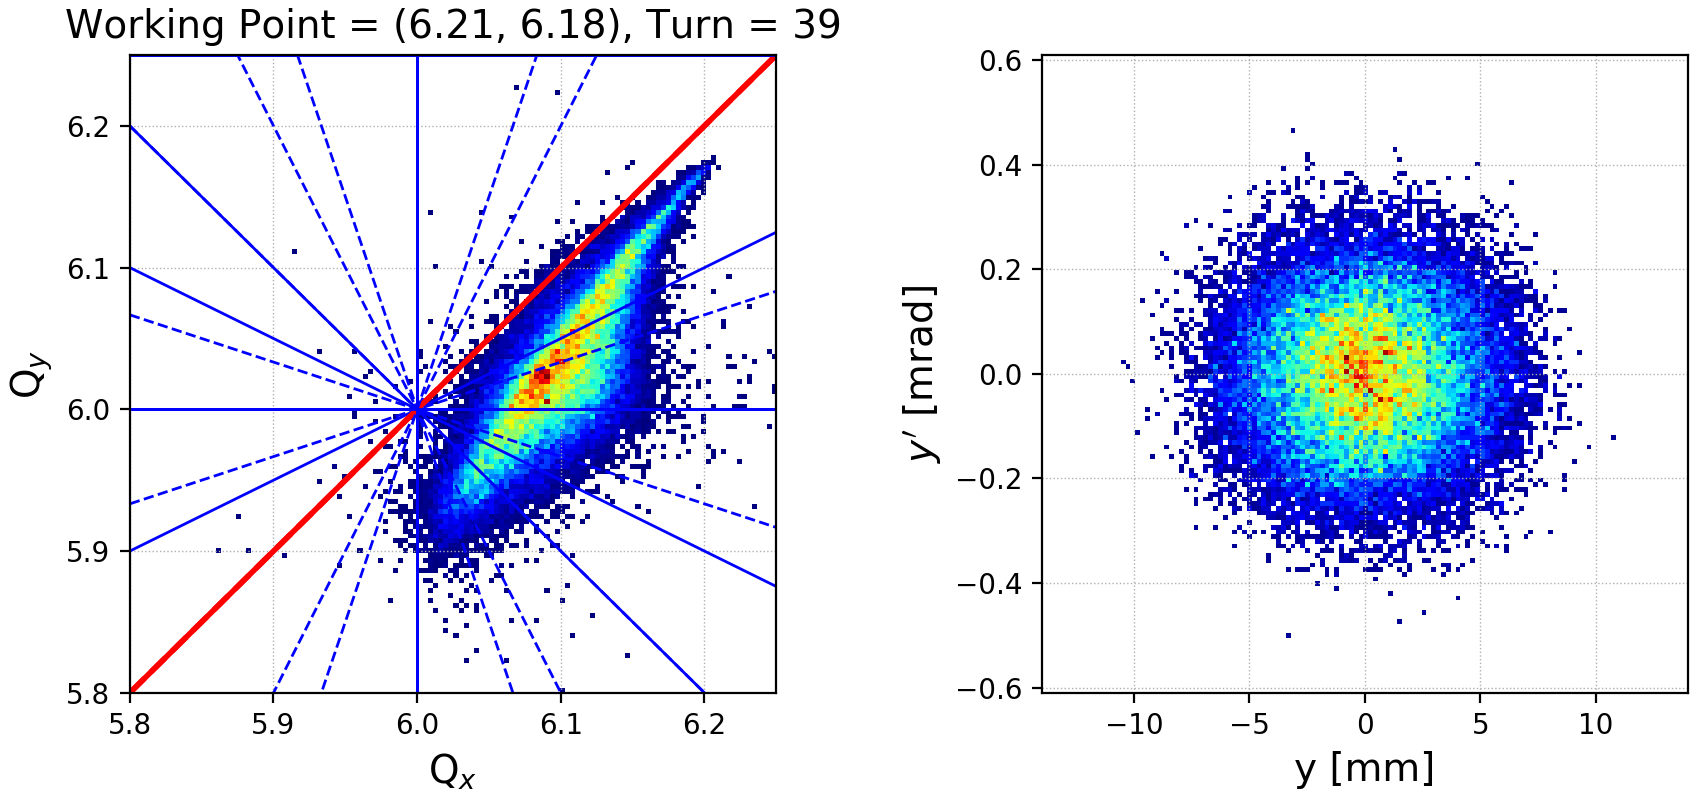 Working Point = (6.21, 6.18), Turn = 39
6.2
6.1
6.0
5.9
5.8
Qy
5.8 5.9 6.0 6.1 6.2
Qx
0.6
0.4
0.2
0.0
−0.2
−0.4
−0.6
y′ [mrad]
−10 −5 0 5 10
y [mm]